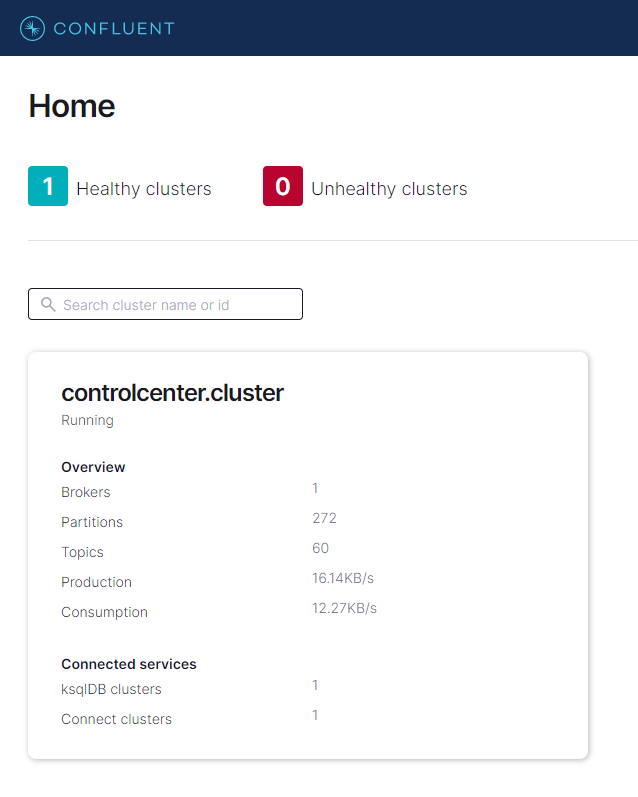 CONFLUENT
Home
1 Healthy clusters 0 Unhealthy clusters
Search cluster name or id
controlcenter.cluster
Running
Overview
Brokers 1
Partitions 272
Topics 60
Production 16.14KB/s
Consumption 12.27KB/s
Connected services
ksqlDB clusters 1
Connect clusters 1